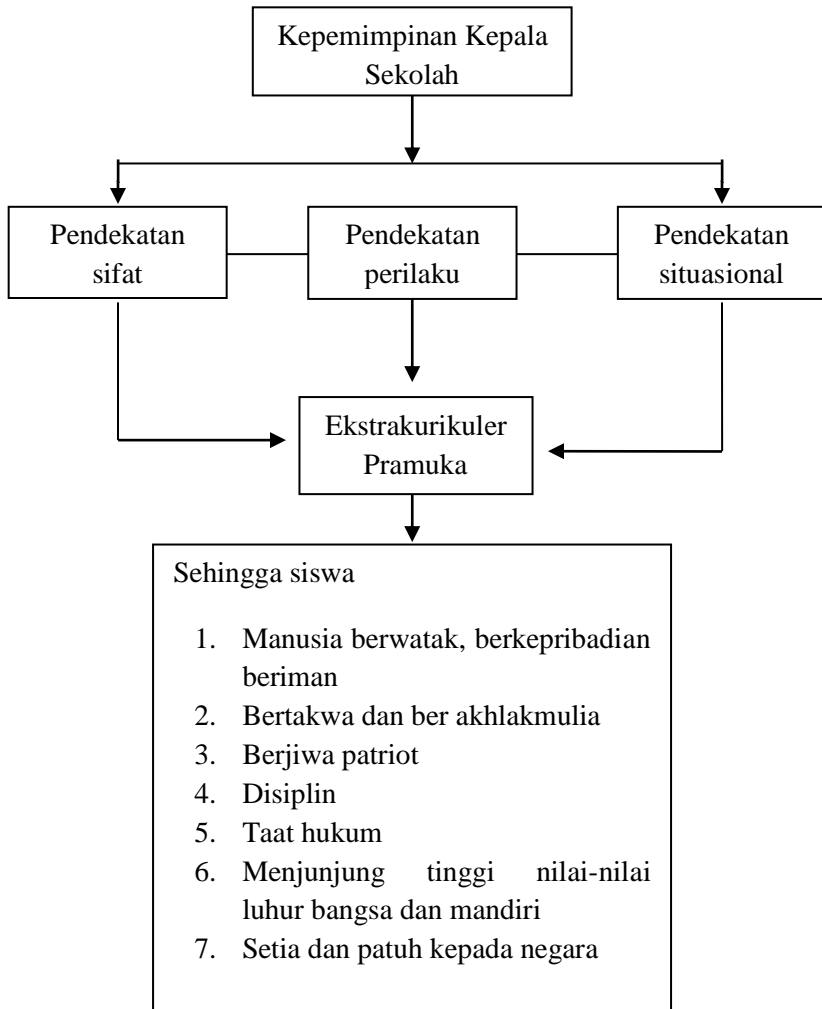 Kepemimpinan Kepala
Sekolah
Pendekatan
sifat
Pendekatan
perilaku
Pendekatan
situasional
Ekstrakurikuler
Pramuka
Sehingga siswa
1. Manusia berwatak, berkepribadian
beriman
2. Bertakwa dan ber akhlakmulia
3. Berjiwa patriot
4. Disiplin
5. Taat hukum
6. Menjunjung tinggi nilai-nilai
luhur bangsa dan mandiri
7. Setia dan patuh kepada negara